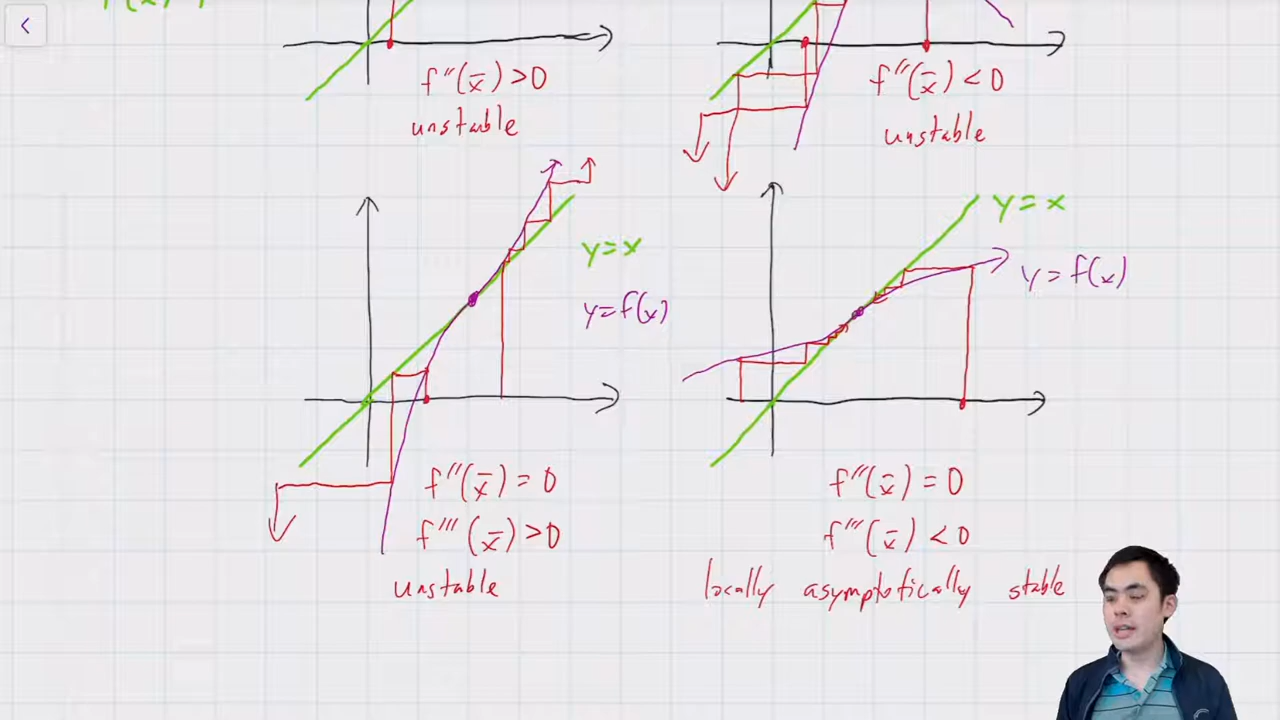 f''(x̄) > 0
unstable
f''(x̄) < 0
unstable
y = x
y = f(x)
f''(x̄) = 0
f'''(x̄) > 0
unstable
y = x
y = f(x)
f''(x̄) = 0
f'''(x̄) < 0
locally asymptotically stable